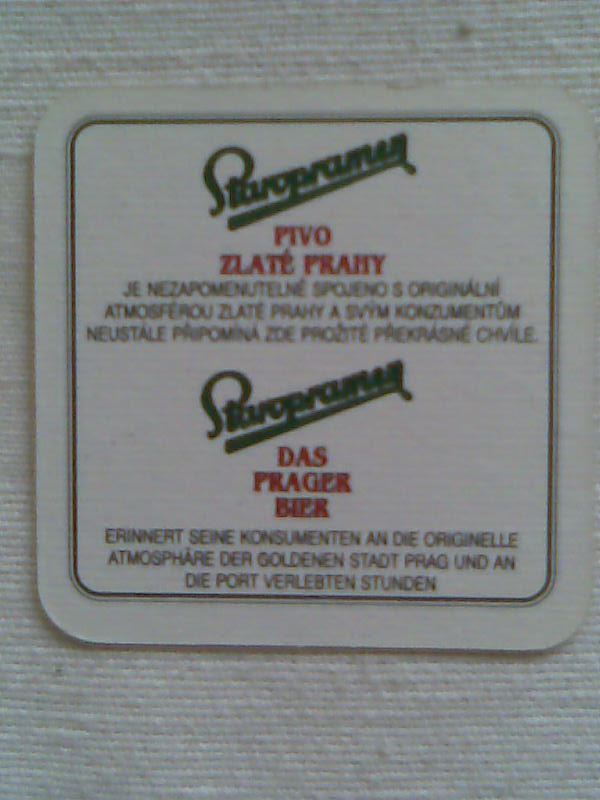 Staropramen
PIVO
ZLATÉ PRAHY
JE NEZAPOMENUTELNĚ SPOJENO S ORIGINÁLNÍ
ATMOSFÉROU ZLATÉ PRAHY A SVÝM KONZUMENTŮM
NEUSTÁLE PŘIPOMÍNÁ ZDE PROŽITÉ PŘEKRÁSNÉ CHVÍLE.
Staropramen
DAS
PRAGER
BIER
ERINNERT SEINE KONSUMENTEN AN DIE ORIGINELLE
ATMOSPHÄRE DER GOLDENEN STADT PRAG UND AN
DIE PORT VERLEBTEN STUNDEN